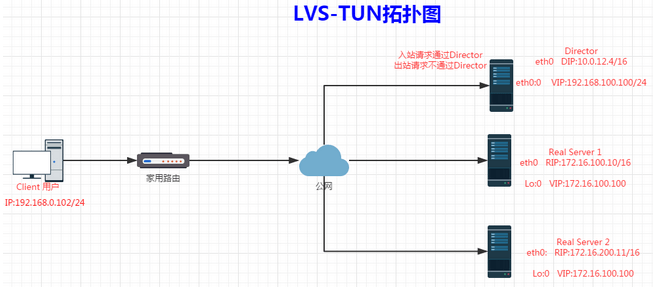 LVS-TUN拓扑图
入站请求通过Director
出站请求不通过Director
Director
eth0 DIP:10.0.12.4/16
eth0:0 VIP:192.168.100.100/24
Real Server 1
eth0 RIP:172.16.100.10/16
Lo:0 VIP:172.16.100.100
Client 用户
IP:192.168.0.102/24
家用路由
公网
Real Server 2
eth0: RIP:172.16.200.11/16
Lo:0 VIP:172.16.100.100